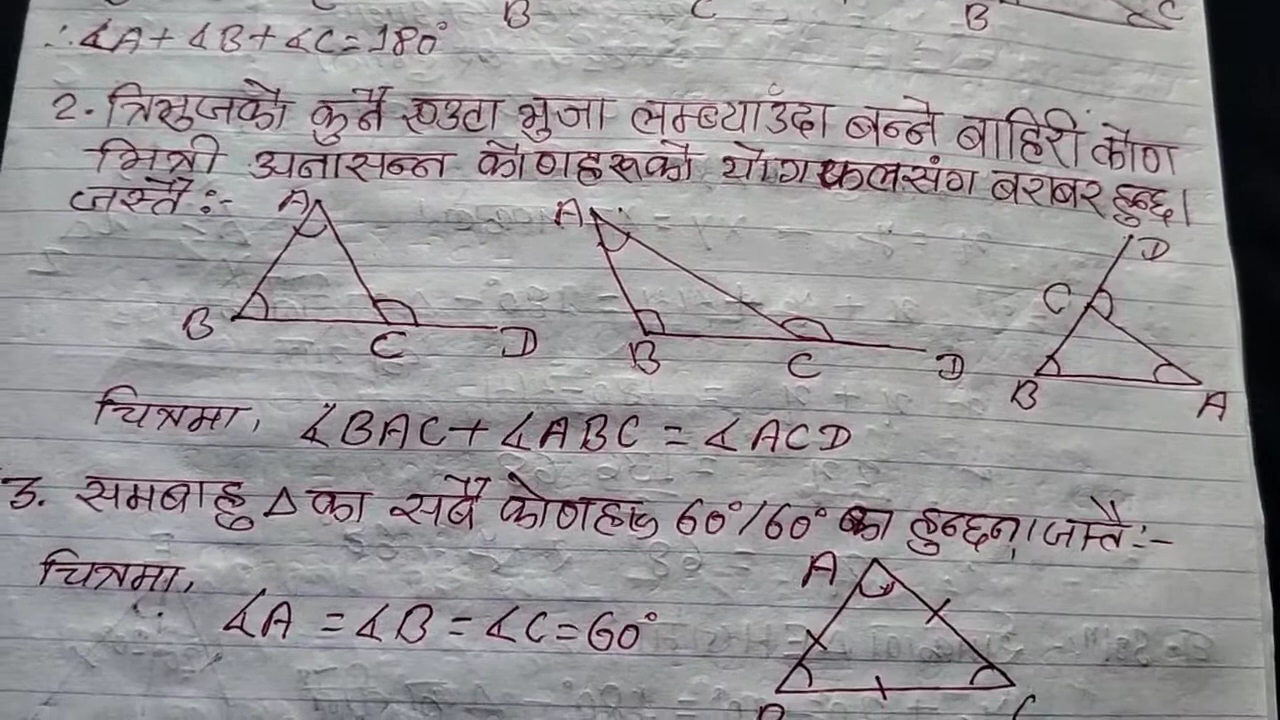 B C B C
∴ ∠A + ∠B + ∠C = 180°
2. त्रिभुजको कुनै एउटा भुजा लम्ब्याउँदा बन्ने बाहिरी कोण
भित्री अनासन्न कोणहरूको योगफलसंग बराबर हुन्छ।
जस्तै:-
A A D
C
B C D B C D B A
चित्रमा, ∠BAC + ∠ABC = ∠ACD
3. समबाहु Δ का सबै कोणहरू 60°/60° का हुन्छन्। जस्तै:-
चित्रमा, A
∠A = ∠B = ∠C = 60°
B C